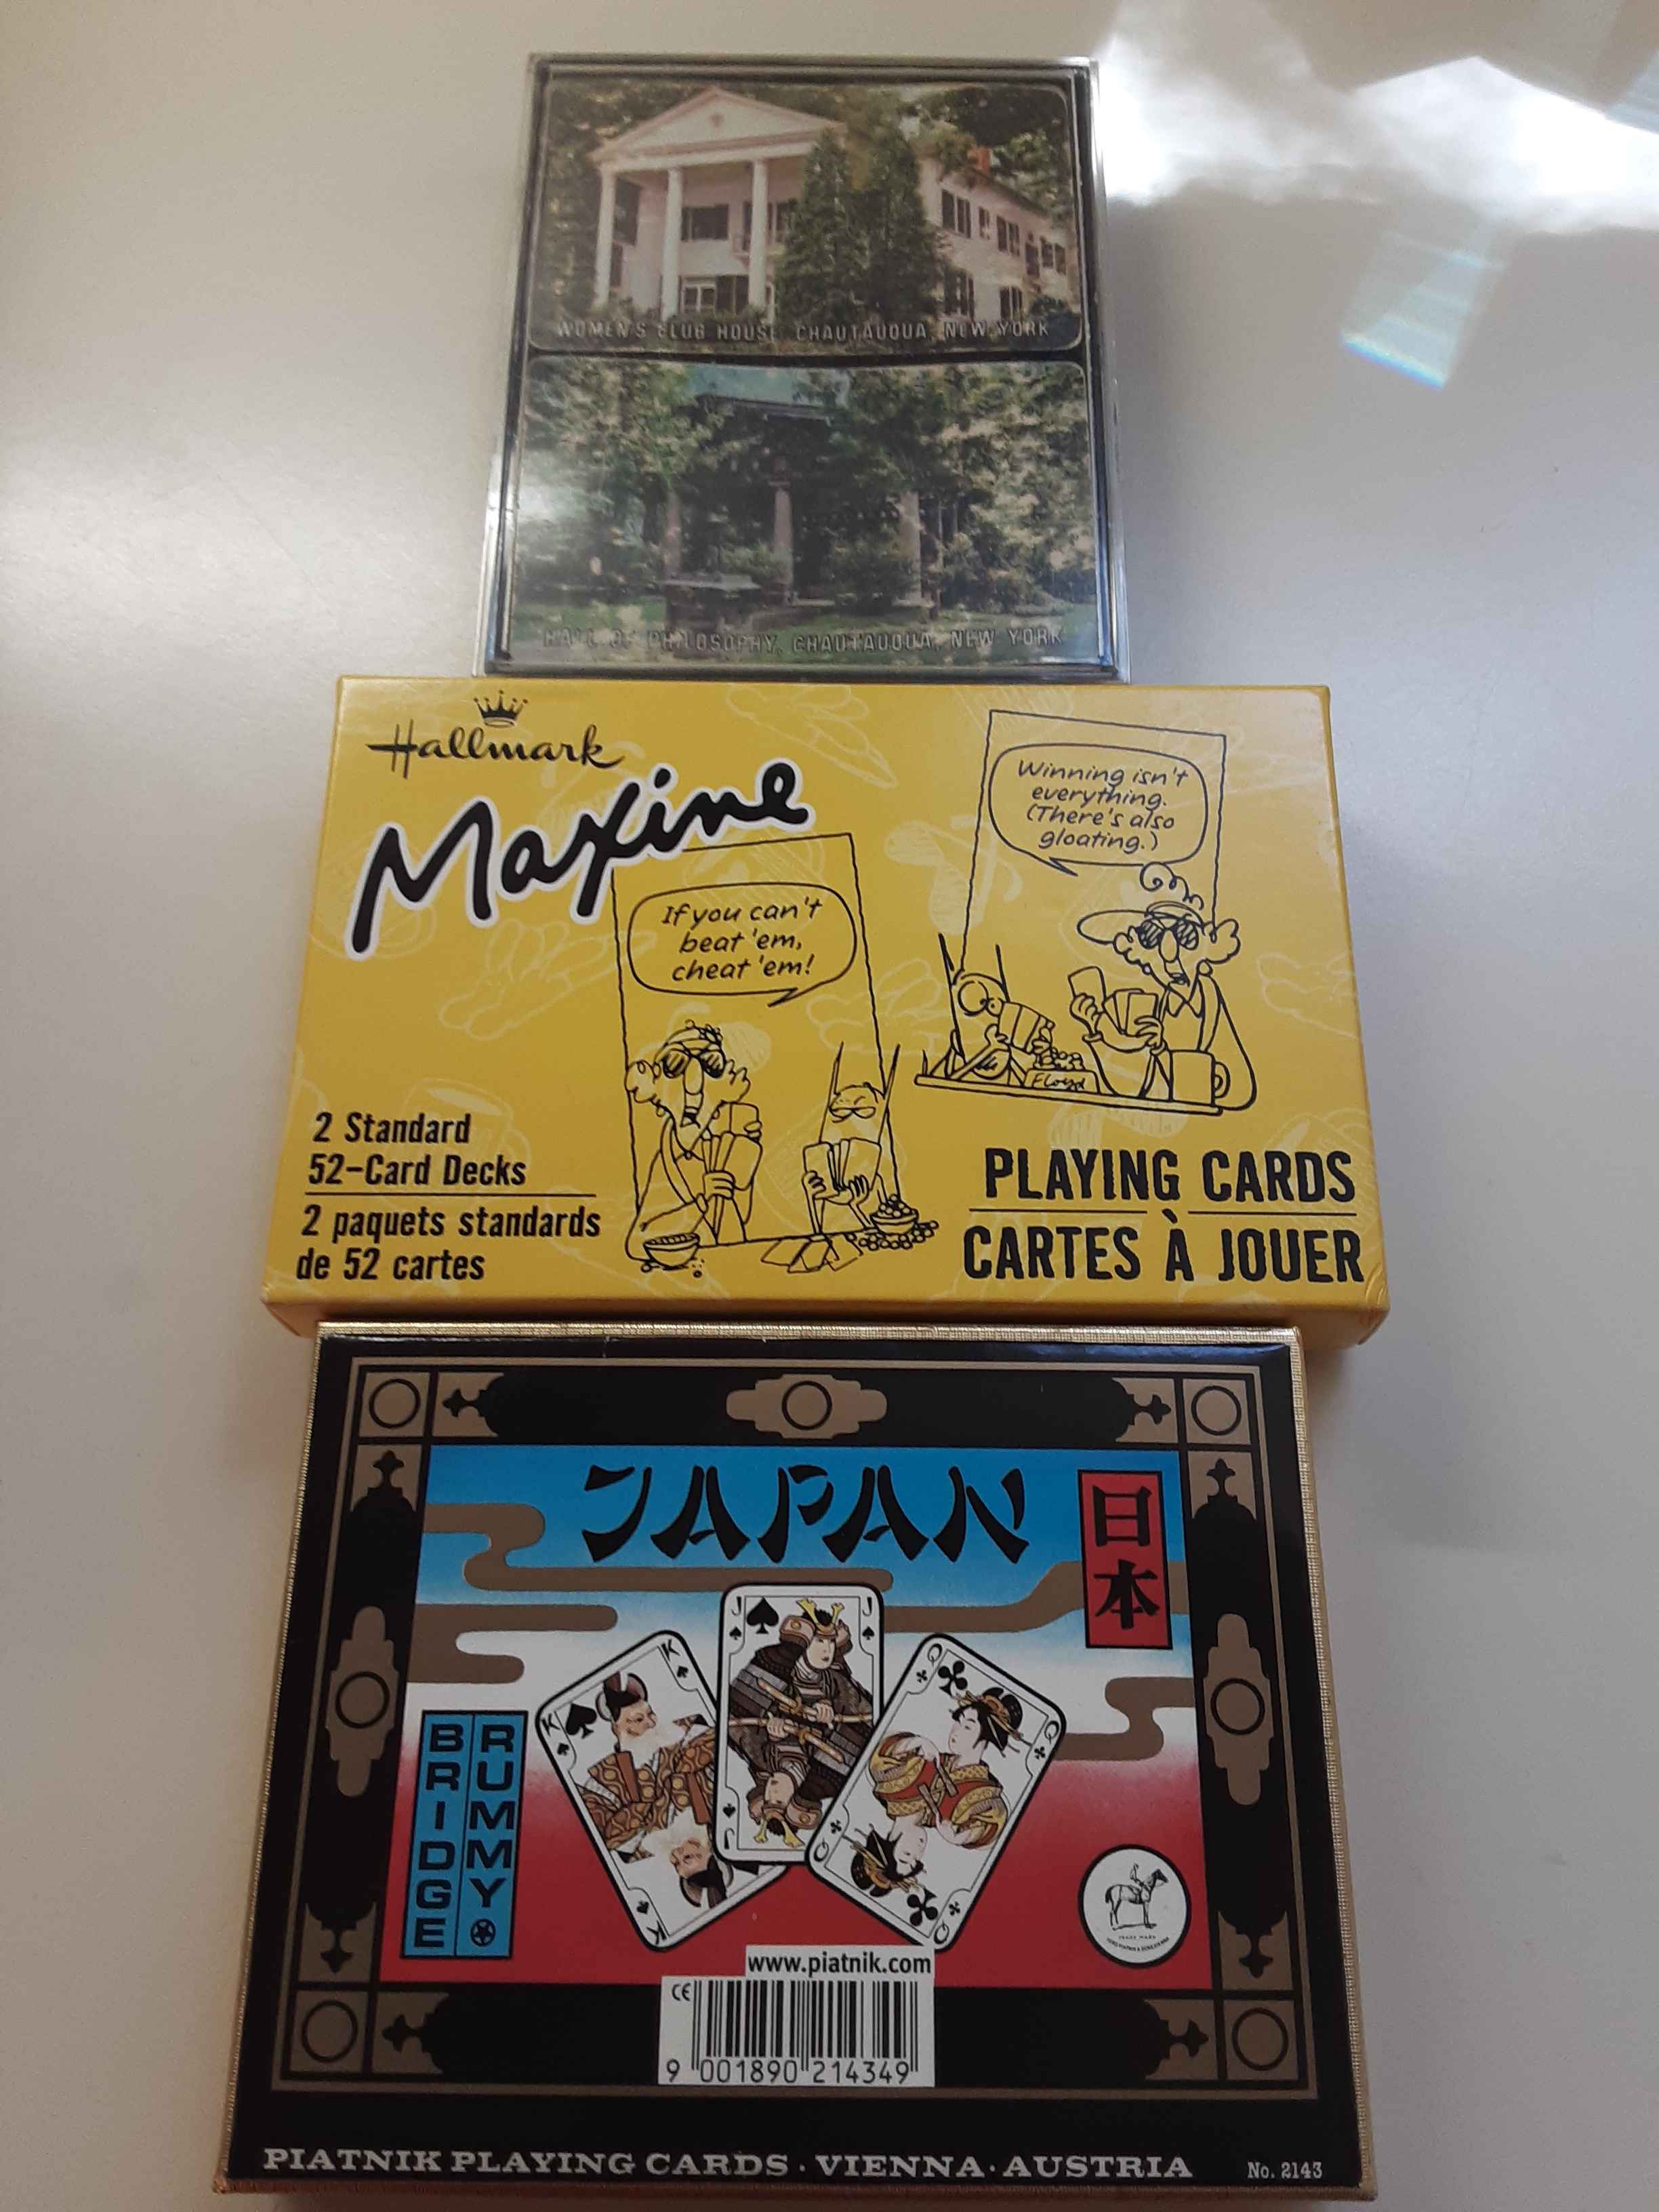 WOMEN'S CLUB HOUSE, CHAUTAUQUA, NEW YORK
HALL OF PHILOSOPHY, CHAUTAUQUA, NEW YORK
Hallmark
Maxine
Winning isn't
everything.
(There's also
gloating.)
If you can't
beat 'em,
cheat 'em!
Floyd
2 Standard
52-Card Decks
2 paquets standards
de 52 cartes
PLAYING CARDS
CARTES À JOUER
JAPAN
日本
BRIDGE
RUMMY
K
K
K
K
J
J
J
Q
Q
Q
Q
TRADE MARK
www.piatnik.com
CE
9 001890 214349
PIATNIK PLAYING CARDS · VIENNA · AUSTRIA
No. 2143